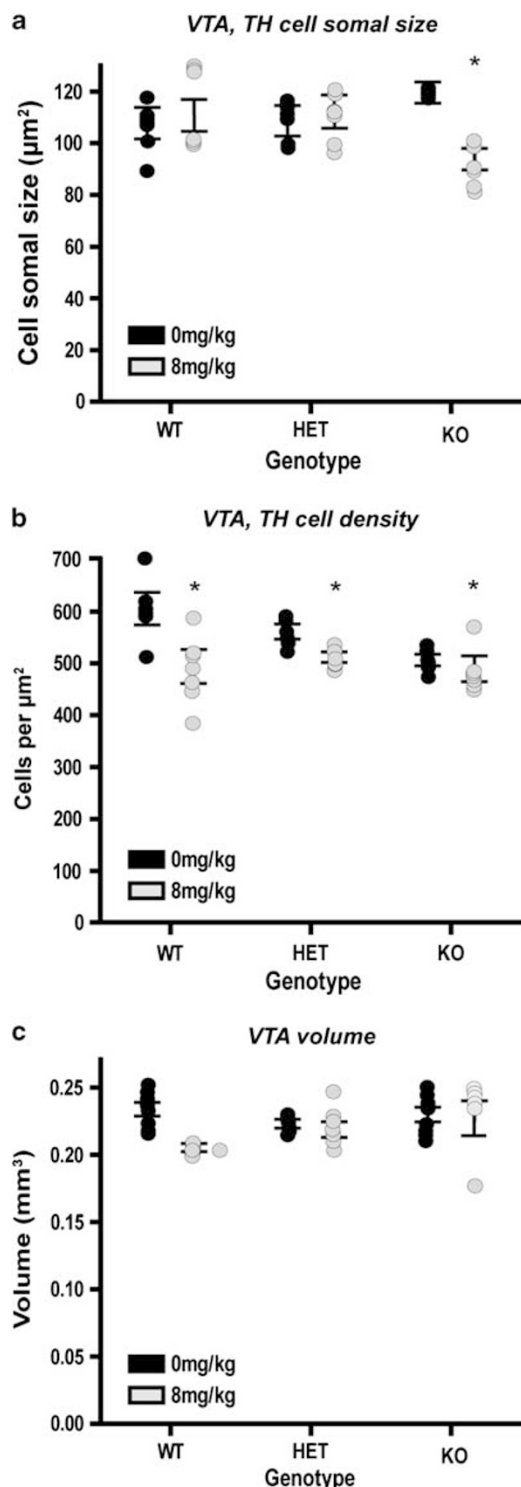 a
VTA, TH cell somal size
*
Cell somal size (µm²)
120
100
80
60
40
20
0
0mg/kg
8mg/kg
WT HET KO
Genotype
b
VTA, TH cell density
* * *
Cells per µm²
700
600
500
400
300
200
100
0
0mg/kg
8mg/kg
WT HET KO
Genotype
c
VTA volume
Volume (mm³)
0.25
0.20
0.15
0.10
0.05
0.00
0mg/kg
8mg/kg
WT HET KO
Genotype